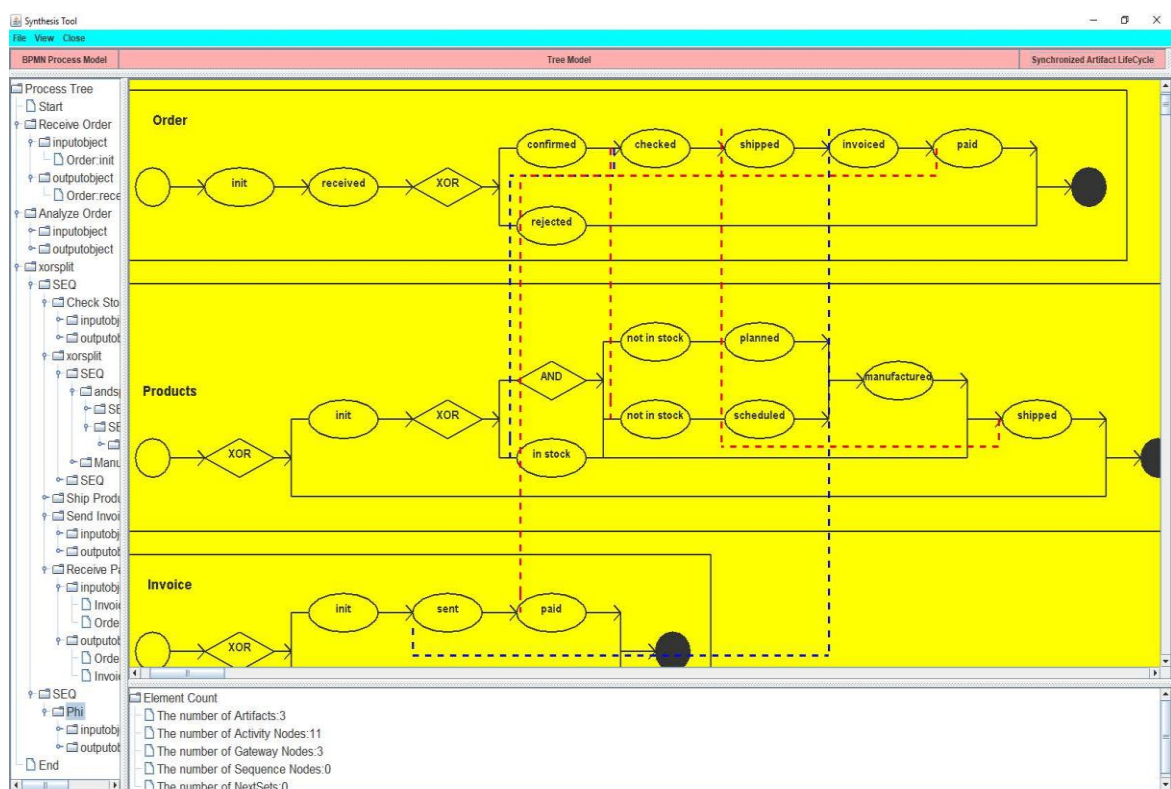 Synthesis Tool
File View Close
BPMN Process Model
Tree Model
Synchronized Artifact LifeCycle
Process Tree
Start
Receive Order
inputobject
Order:init
outputobject
Order:rece
Analyze Order
inputobject
outputobject
xorsplit
SEQ
Check Sto
inputobj
outputob
xorsplit
SEQ
andsp
SE
SE
Manu
SEQ
Ship Produ
Send Invoi
inputobj
outputob
Receive Pa
inputobj
Invoic
Orde
outputob
Orde
Invoic
SEQ
Phi
inputobj
outputob
End
Order
init
received
XOR
confirmed
checked
shipped
invoiced
paid
rejected
Products
XOR
init
XOR
AND
not in stock
planned
not in stock
scheduled
in stock
manufactured
shipped
Invoice
XOR
init
sent
paid
Element Count
The number of Artifacts:3
The number of Activity Nodes:11
The number of Gateway Nodes:3
The number of Sequence Nodes:0
The number of NextSets:0